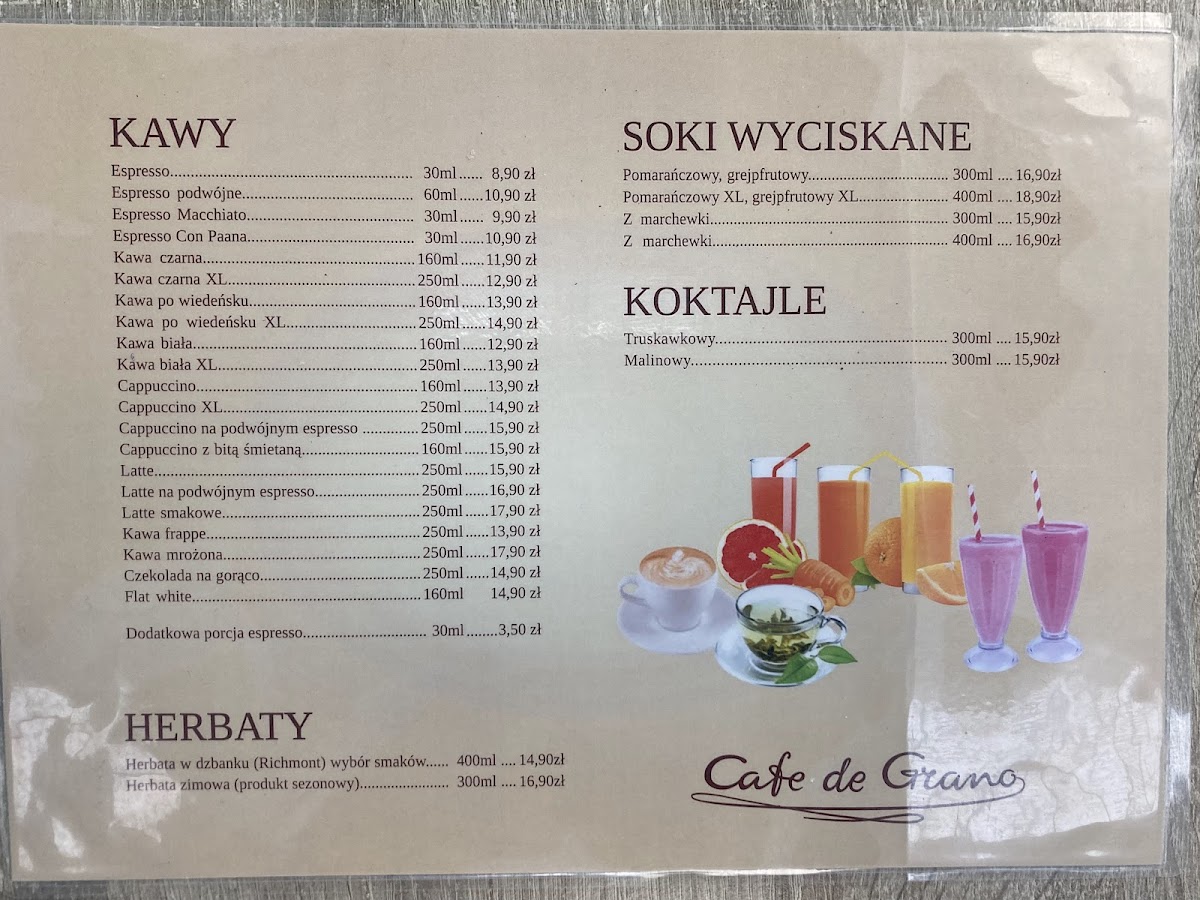 KAWY
Espresso.............................................................. 30ml...... 8,90 zł
Espresso podwójne............................................ 60ml......10,90 zł
Espresso Macchiato........................................... 30ml...... 9,90 zł
Espresso Con Paana........................................... 30ml......10,90 zł
Kawa czarna......................................................160ml......11,90 zł
Kawa czarna XL................................................250ml......12,90 zł
Kawa po wiedeńsku...........................................160ml......13,90 zł
Kawa po wiedeńsku XL.................................250ml......14,90 zł
Kawa biała.........................................................160ml......12,90 zł
Kawa biała XL...................................................250ml......13,90 zł
Cappuccino........................................................160ml......13,90 zł
Cappuccino XL..................................................250ml......14,90 zł
Cappuccino na podwójnym espresso ..............250ml......15,90 zł
Cappuccino z bitą śmietaną.............................160ml......15,90 zł
Latte...................................................................250ml......15,90 zł
Latte na podwójnym espresso..........................250ml......16,90 zł
Latte smakowe..................................................250ml......17,90 zł
Kawa frappe......................................................250ml......13,90 zł
Kawa mrożona..................................................250ml......17,90 zł
Czekolada na gorąco.........................................250ml......14,90 zł
Flat white..........................................................160ml 14,90 zł
Dodatkowa porcja espresso............................... 30ml........3,50 zł
HERBATY
Herbata w dzbanku (Richmont) wybór smaków...... 400ml .... 14,90zł
Herbata zimowa (produkt sezonowy)....................... 300ml .... 16,90zł
SOKI WYCISKANE
Pomarańczowy, grejpfrutowy................................... 300ml .... 16,90zł
Pomarańczowy XL, grejpfrutowy XL...................... 400ml .... 18,90zł
Z marchewki........................................................... 300ml .... 15,90zł
Z marchewki.......................................................... 400ml .... 16,90zł
KOKTAJLE
Truskawkowy.......................................................... 300ml .... 15,90zł
Malinowy................................................................ 300ml .... 15,90zł
Cafe de Grano